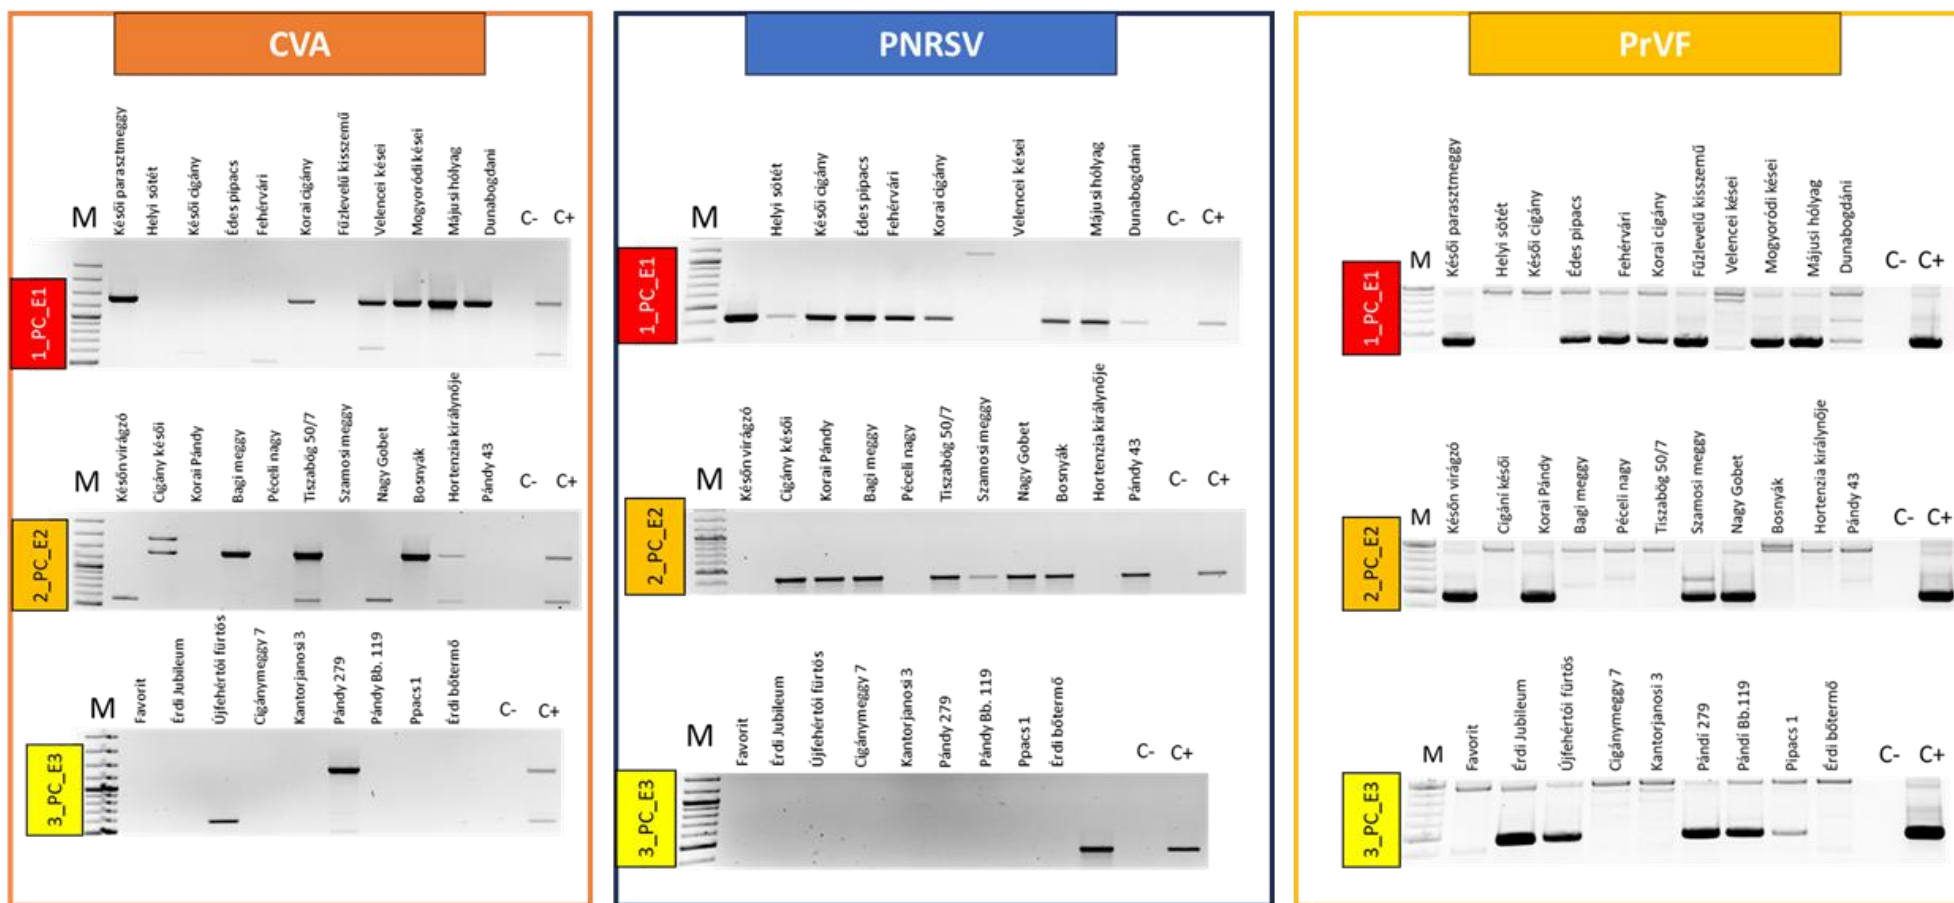 CVA
Késői parasztmeggy
Helyi sötét
Késői cigány
Édes pipacs
Fehérvári
Korai cigány
Fűzlevelű kisszemű
Velencei kései
Mogyoródi kései
Májusi hólyag
Dunabogdani
M
C-
C+
1_PC_E1
Későn virágzó
Cigány késői
Korai Pándy
Bagi meggy
Péceli nagy
Tiszabög 50/7
Szamosi meggy
Nagy Gobet
Bosnyák
Hortenzia királynője
Pándy 43
M
C-
C+
2_PC_E2
Favorit
Érdi Jubileum
Újfehértói fürtös
Cigánymeggy 7
Kantorjanosi 3
Pándy 279
Pándy Bb. 119
Ppacs 1
Érdi bőtermő
M
C-
C+
3_PC_E3
PNRSV
Helyi sötét
Késői cigány
Édes pipacs
Fehérvári
Korai cigány
Velencei kései
Májusi hólyag
Dunabogdani
M
C-
C+
1_PC_E1
Későn virágzó
Cigány késői
Korai Pándy
Bagi meggy
Péceli nagy
Tiszabög 50/7
Szamosi meggy
Nagy Gobet
Bosnyák
Hortenzia királynője
Pándy 43
M
C-
C+
2_PC_E2
Favorit
Érdi Jubileum
Újfehértói fürtös
Cigánymeggy 7
Kantorjanosi 3
Pándy 279
Pándy Bb. 119
Ppacs 1
Érdi bőtermő
M
C-
C+
3_PC_E3
PrVF
Késői parasztmeggy
Helyi sötét
Késői cigány
Édes pipacs
Fehérvári
Korai cigány
Fűzlevelű kisszemű
Velencei kései
Mogyoródi kései
Májusi hólyag
Dunabogdáni
M
C-
C+
1_PC_E1
Későn virágzó
Cigáni késői
Korai Pándy
Bagi meggy
Péceli nagy
Tiszabög 50/7
Szamosi meggy
Nagy Gobet
Bosnyák
Hortenzia királynője
Pándy 43
M
C-
C+
2_PC_E2
Favorit
Érdi Jubileum
Újfehértói fürtös
Cigánymeggy 7
Kantorjanosi 3
Pándi 279
Pándi Bb.119
Pipacs 1
Érdi bőtermő
M
C-
C+
3_PC_E3